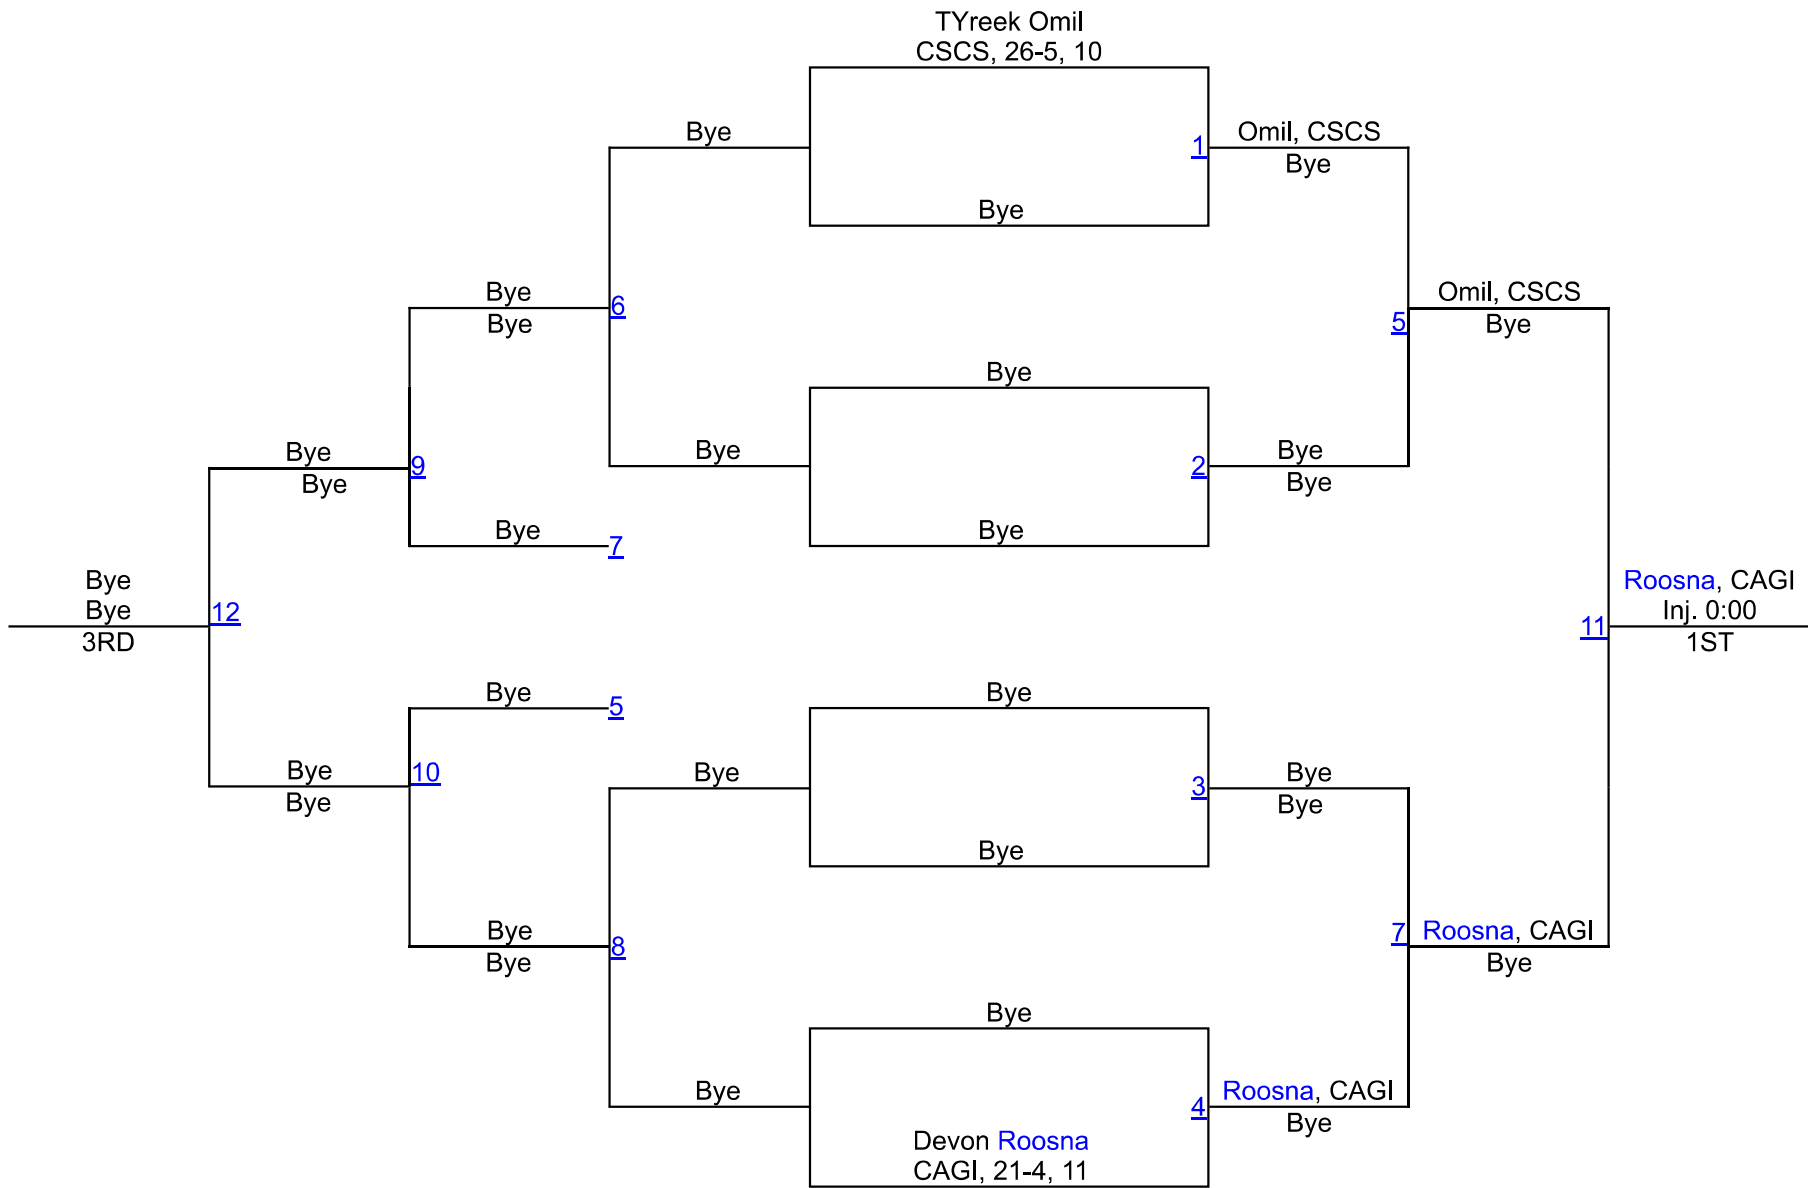 TYreek Omil
CSCS, 26-5, 10
Bye
1
Omil, CSCS
Bye
Bye
Bye
Bye
6
Omil, CSCS
5
Bye
Bye
Bye
Bye
9
Bye
Bye
2
Bye
Bye
Bye
7
Bye
Bye
Bye
12
3RD
Roosna, CAGI
Inj. 0:00
11
1ST
Bye
5
Bye
Bye
10
Bye
Bye
3
Bye
Bye
Bye
Bye
8
Bye
7
Roosna, CAGI
Bye
Bye
Bye
4
Roosna, CAGI
Bye
Devon Roosna
CAGI, 21-4, 11